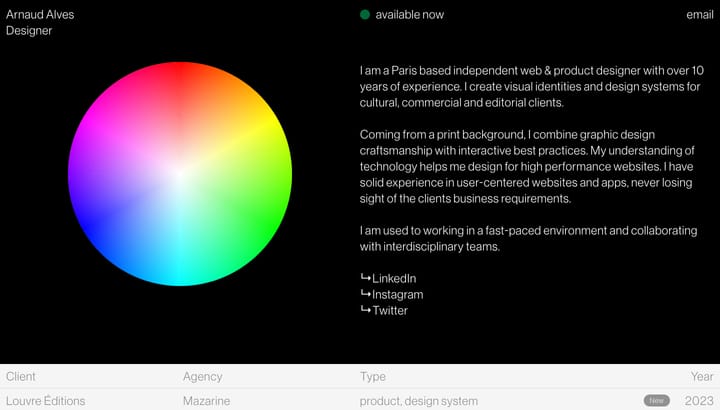 Arnaud Alves
Designer
available now
email
I am a Paris based independent web & product designer with over 10
years of experience. I create visual identities and design systems for
cultural, commercial and editorial clients.
Coming from a print background, I combine graphic design
craftsmanship with interactive best practices. My understanding of
technology helps me design for high performance websites. I have
solid experience in user-centered websites and apps, never losing
sight of the clients business requirements.
I am used to working in a fast-paced environment and collaborating
with interdisciplinary teams.
↳LinkedIn
↳Instagram
↳Twitter
Client Agency Type Year
Louvre Éditions Mazarine product, design system New 2023